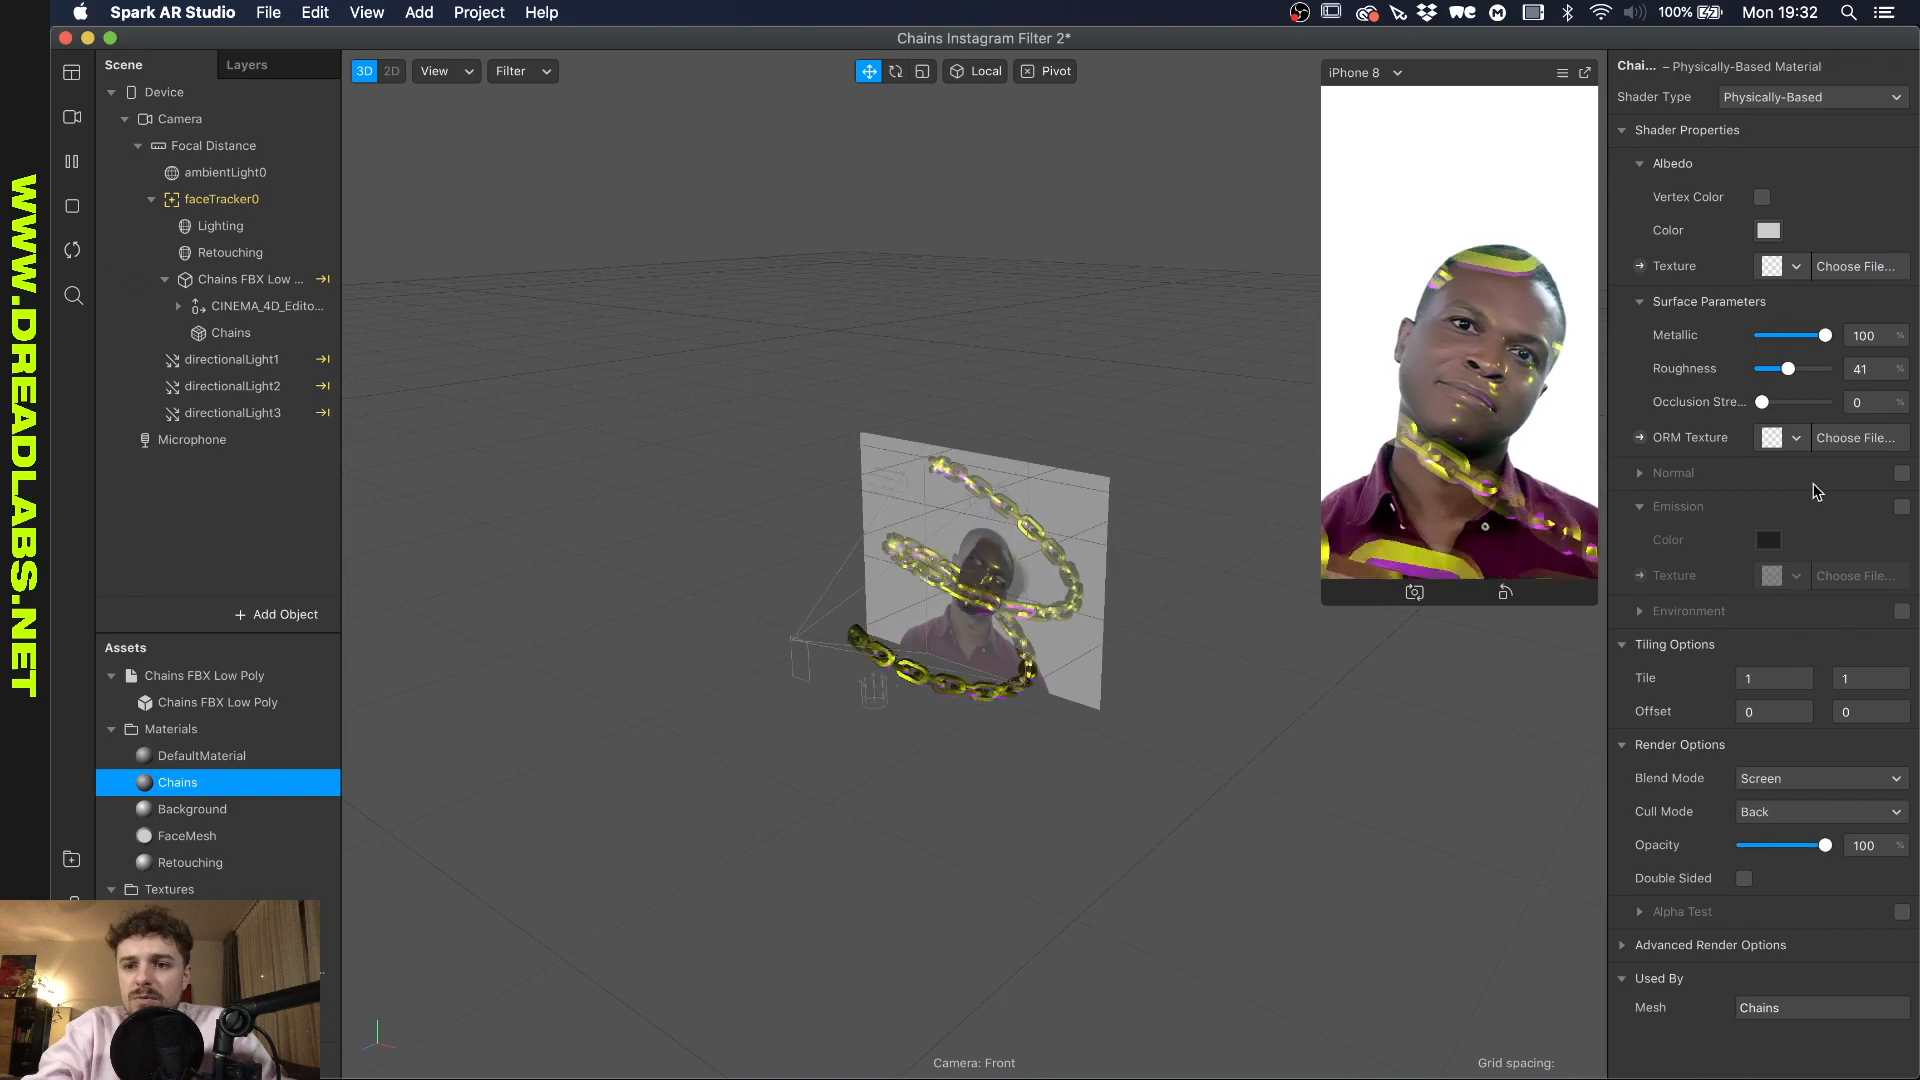 Spark AR Studio File Edit View Add Project Help
100% Mon 19:32
Chains Instagram Filter 2*
WWW.DREADLABS.NET
Scene Layers
Device
Camera
Focal Distance
ambientLight0
faceTracker0
Lighting
Retouching
Chains FBX Low ...
CINEMA_4D_Edito...
Chains
directionalLight1
directionalLight2
directionalLight3
Microphone
+ Add Object
Assets
Chains FBX Low Poly
Chains FBX Low Poly
Materials
DefaultMaterial
Chains
Background
FaceMesh
Retouching
Textures
3D 2D View Filter
Local Pivot
iPhone 8
Camera: Front
Grid spacing:
Chai... – Physically-Based Material
Shader Type Physically-Based
Shader Properties
Albedo
Vertex Color
Color
Texture Choose File...
Surface Parameters
Metallic 100 %
Roughness 41 %
Occlusion Stre... 0 %
ORM Texture Choose File...
Normal
Emission
Color
Texture Choose File...
Environment
Tiling Options
Tile 1 1
Offset 0 0
Render Options
Blend Mode Screen
Cull Mode Back
Opacity 100 %
Double Sided
Alpha Test
Advanced Render Options
Used By
Mesh Chains